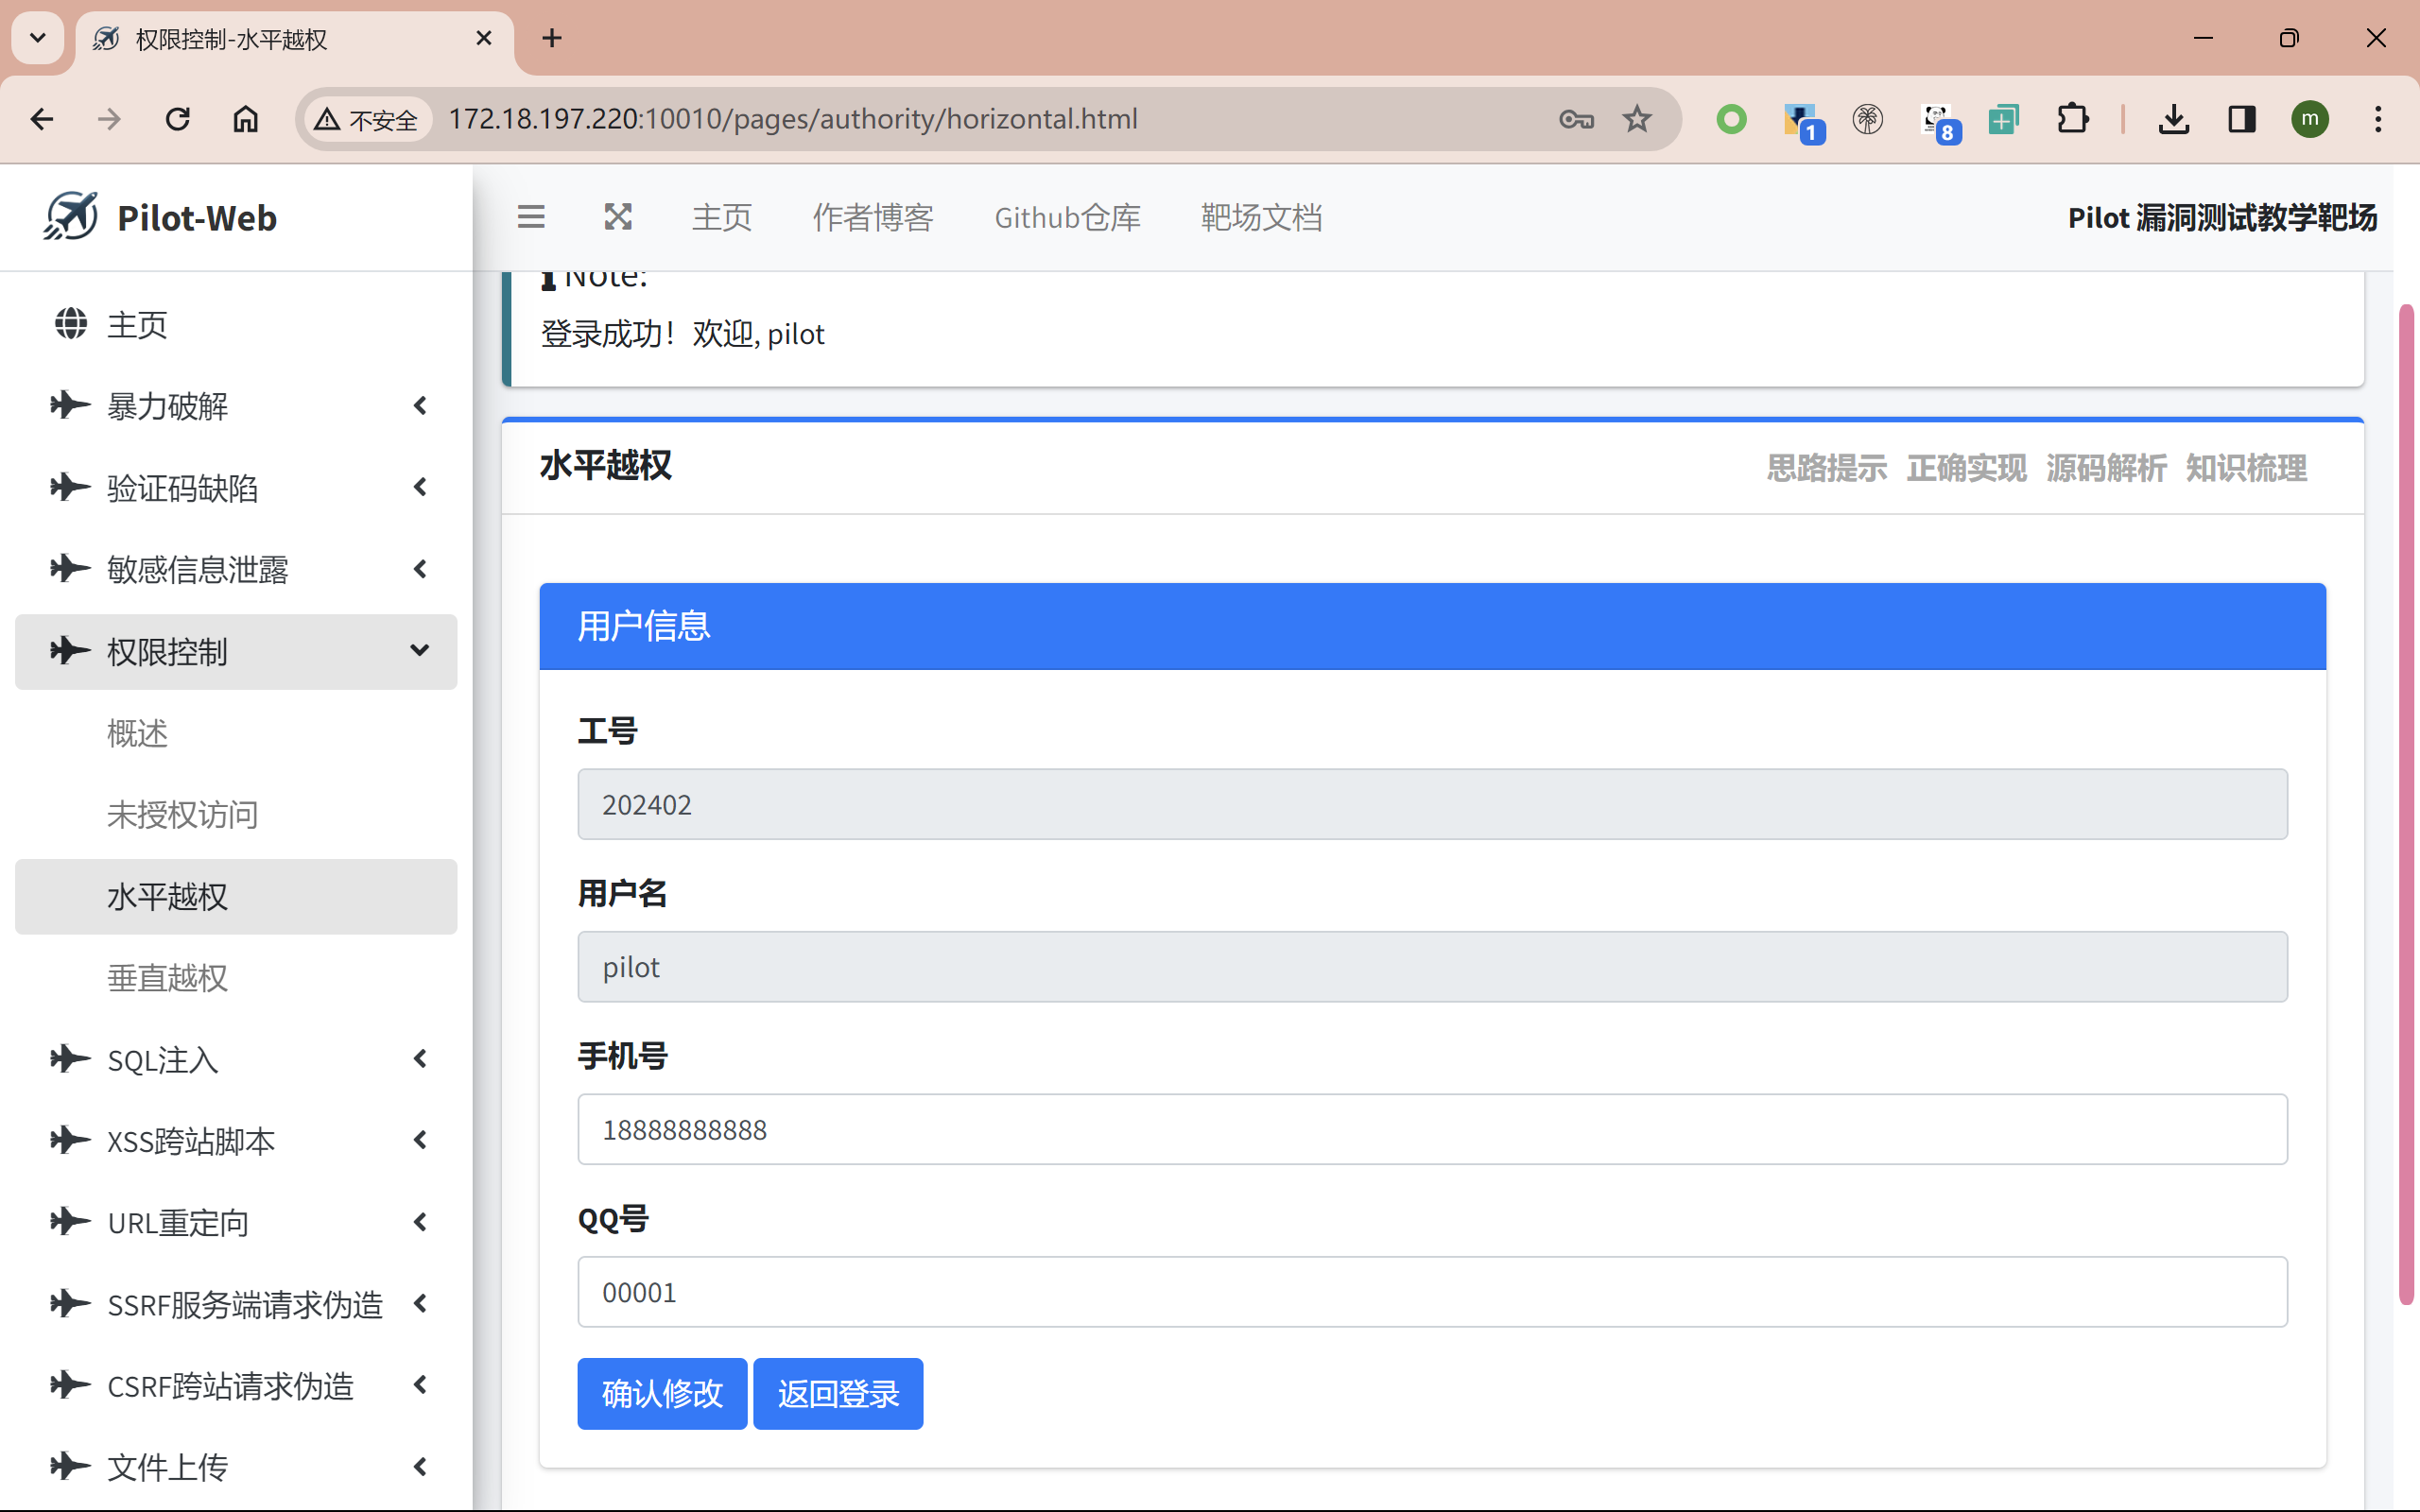 权限控制-水平越权
不安全
172.18.197.220:10010/pages/authority/horizontal.html
1
8
m
Pilot-Web
主页
作者博客
Github仓库
靶场文档
Pilot 漏洞测试教学靶场
主页
暴力破解
验证码缺陷
敏感信息泄露
权限控制
概述
未授权访问
水平越权
垂直越权
SQL注入
XSS跨站脚本
URL重定向
SSRF服务端请求伪造
CSRF跨站请求伪造
文件上传
Note:
登录成功！欢迎, pilot
水平越权
思路提示 正确实现 源码解析 知识梳理
用户信息
工号
202402
用户名
pilot
手机号
18888888888
QQ号
00001
确认修改 返回登录